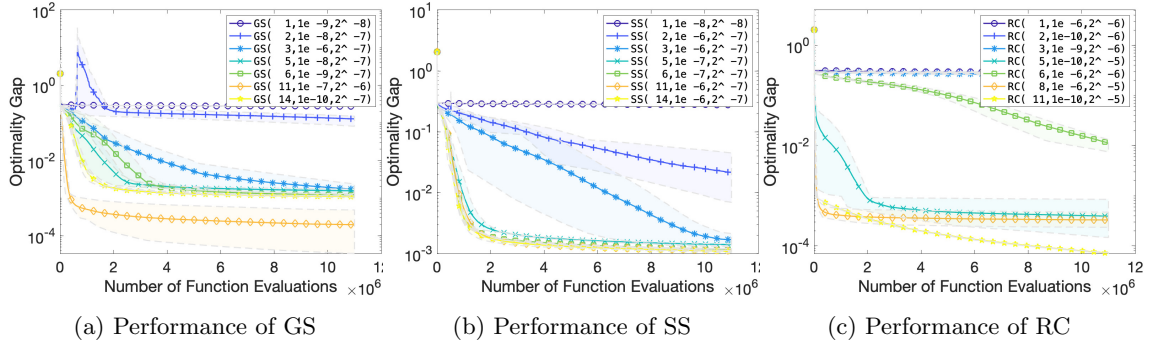 GS( 1,1e -9,2^ -8)
GS( 2,1e -8,2^ -7)
GS( 3,1e -6,2^ -7)
GS( 5,1e -8,2^ -7)
GS( 6,1e -9,2^ -7)
GS( 11,1e -7,2^ -6)
GS( 14,1e-10,2^ -7)
10^2
10^0
10^-2
10^-4
Optimality Gap
0 2 4 6 8 10 12
Number of Function Evaluations ×10^6
(a) Performance of GS
SS( 1,1e -8,2^ -8)
SS( 2,1e -6,2^ -7)
SS( 3,1e -6,2^ -7)
SS( 5,1e -7,2^ -7)
SS( 6,1e -7,2^ -7)
SS( 11,1e -6,2^ -7)
SS( 14,1e -6,2^ -7)
10^1
10^0
10^-1
10^-2
10^-3
Optimality Gap
0 2 4 6 8 10 12
Number of Function Evaluations ×10^6
(b) Performance of SS
RC( 1,1e -6,2^ -6)
RC( 2,1e-10,2^ -6)
RC( 3,1e -9,2^ -6)
RC( 5,1e-10,2^ -5)
RC( 6,1e -6,2^ -6)
RC( 8,1e -6,2^ -5)
RC( 11,1e-10,2^ -5)
10^0
10^-2
10^-4
Optimality Gap
0 2 4 6 8 10 12
Number of Function Evaluations ×10^6
(c) Performance of RC